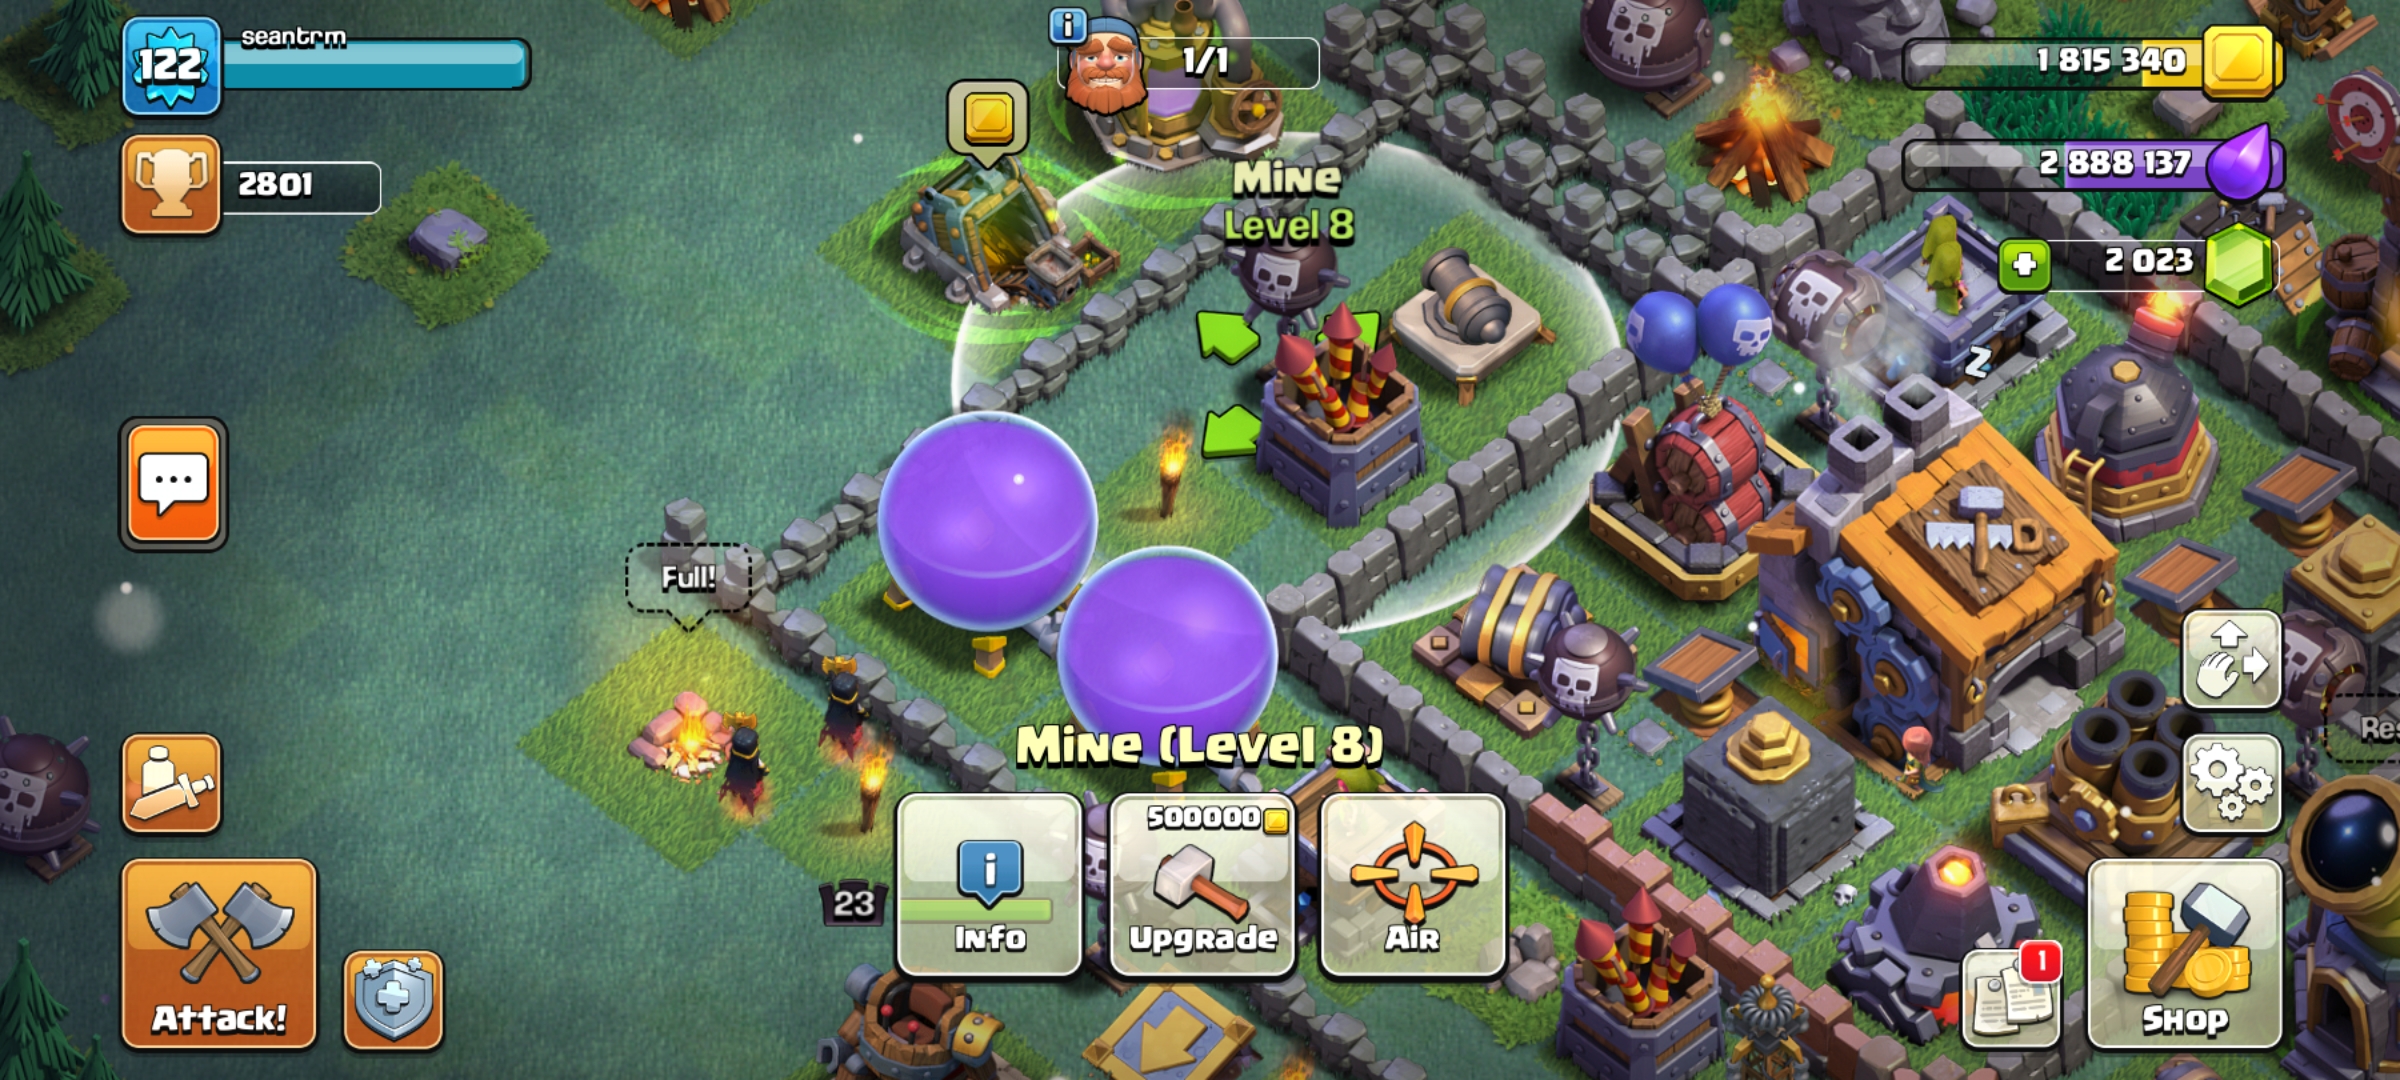 122
seantrm
1/1
1 815 340
2801
2 888 137
Mine
Level 8
2 023
z
Z
Full!
Mine (Level 8)
Res
500000
23
Info
Upgrade
Air
1
Attack!
Shop